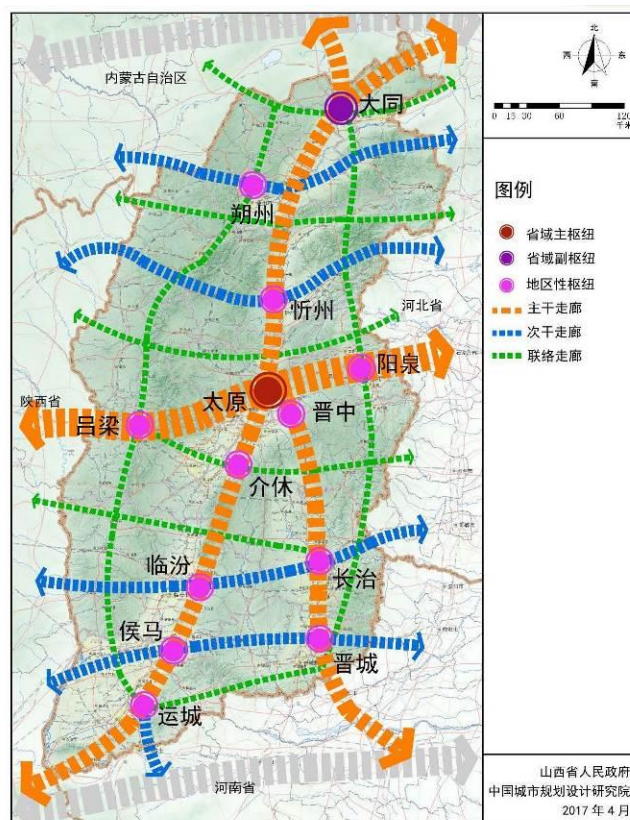 内蒙古自治区
大同
朔州
忻州
河北省
阳泉
太原
晋中
陕西省
吕梁
介休
临汾
长治
侯马
晋城
运城
河南省
北
西
东
南
0 15 30 60 120
千米
图例
省域主枢纽
省域副枢纽
地区性枢纽
主干走廊
次干走廊
联络走廊
山西省人民政府
中国城市规划设计研究院
2017 年 4 月